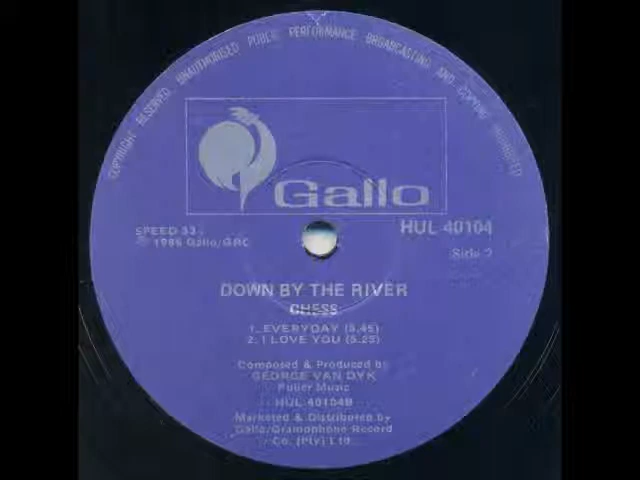 COPYRIGHT RESERVED UNAUTHORISED PUBLIC PERFORMANCE BROADCASTING AND COPYING PROHIBITED
Gallo
SPEED 33
HUL 40104
℗ 1986 Gallo/GRC
Side 2
DOWN BY THE RIVER
CHESS
1. EVERYDAY (5.45)
2. I LOVE YOU (5.25)
Composed & Produced by
GEORGE VAN DYK
Music
HUL 40104B
Marketed & Distributed by
Gallo/Gramophone Record
Co. (Pty) Ltd.